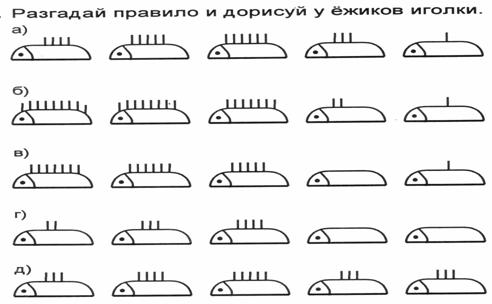 . Разгадай правило и дорисуй у ёжиков иголки.
а)
б)
в)
г)
д)